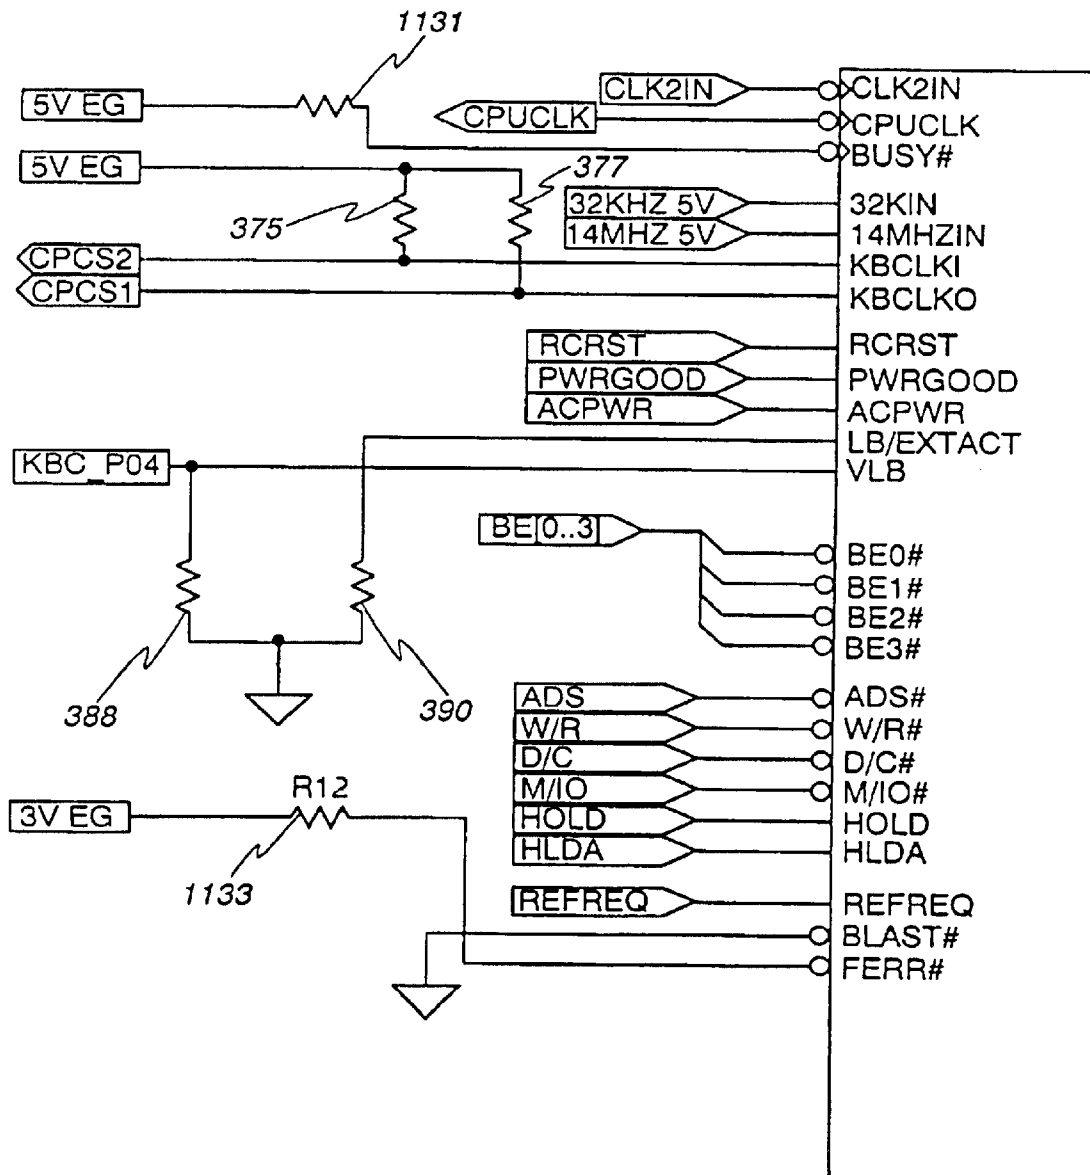 1131
5V EG
CLK2IN
CLK2IN
CPUCLK
CPUCLK
BUSY#
5V EG
377
375
32KHZ 5V
32KIN
14MHZ 5V
14MHZIN
CPCS2
KBCLKI
CPCS1
KBCLKO
RCRST
RCRST
PWRGOOD
PWRGOOD
ACPWR
ACPWR
LB/EXTACT
KBC_P04
VLB
BE[0..3]
BE0#
BE1#
BE2#
BE3#
388
390
ADS
ADS#
W/R
W/R#
D/C
D/C#
M/IO
M/IO#
HOLD
HOLD
HLDA
HLDA
3V EG
R12
1133
REFREQ
REFREQ
BLAST#
FERR#